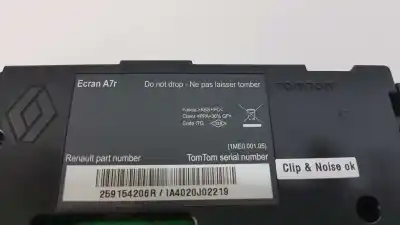 Ecran A7r
Do not drop - Ne pas laisser tomber
TOMTOM
(1ME0.001.05)
Renault part number
TomTom serial number
Clip & Noise ok
259154206R / IA4020J02219